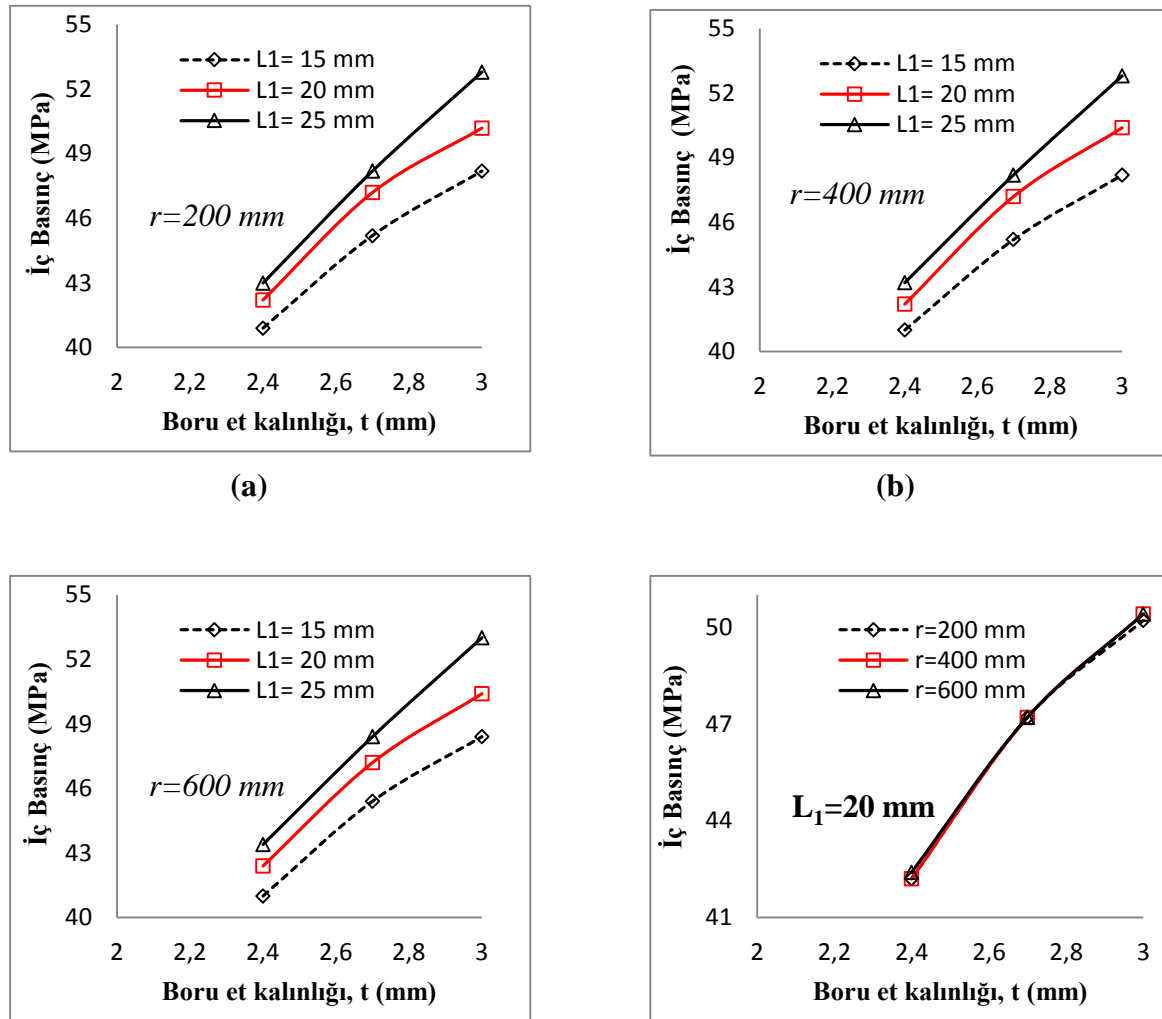 55
52
49
46
43
40
İç Basınç (MPa)
L1= 15 mm
L1= 20 mm
L1= 25 mm
r=200 mm
2 2,2 2,4 2,6 2,8 3
Boru et kalınlığı, t (mm)
(a)
55
52
49
46
43
40
İç Basınç (MPa)
L1= 15 mm
L1= 20 mm
L1= 25 mm
r=400 mm
2 2,2 2,4 2,6 2,8 3
Boru et kalınlığı, t (mm)
(b)
55
52
49
46
43
40
İç Basınç (MPa)
L1= 15 mm
L1= 20 mm
L1= 25 mm
r=600 mm
2 2,2 2,4 2,6 2,8 3
Boru et kalınlığı, t (mm)
50
47
44
41
İç Basınç (MPa)
r=200 mm
r=400 mm
r=600 mm
L₁=20 mm
2 2,2 2,4 2,6 2,8 3
Boru et kalınlığı, t (mm)